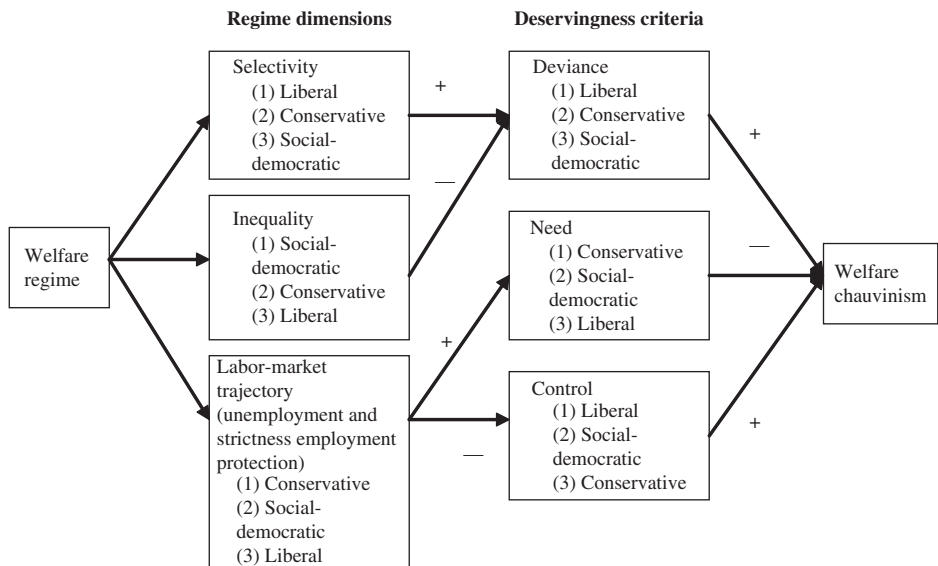 Regime dimensions
Deservingness criteria
Welfare
regime
Selectivity
(1) Liberal
(2) Conservative
(3) Social-
democratic
Inequality
(1) Social-
democratic
(2) Conservative
(3) Liberal
Labor-market
trajectory
(unemployment and
strictness employment
protection)
(1) Conservative
(2) Social-
democratic
(3) Liberal
+
—
+
—
Deviance
(1) Liberal
(2) Conservative
(3) Social-
democratic
Need
(1) Conservative
(2) Social-
democratic
(3) Liberal
Control
(1) Liberal
(2) Social-
democratic
(3) Conservative
+
—
+
Welfare
chauvinism